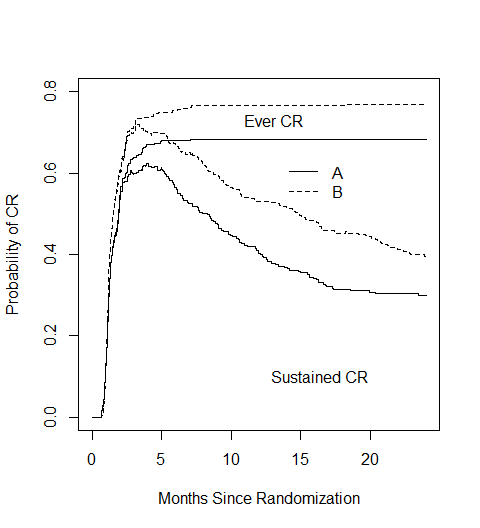 0.8
0.6
0.4
0.2
0.0
Probability of CR
Ever CR
A
B
Sustained CR
0 5 10 15 20
Months Since Randomization